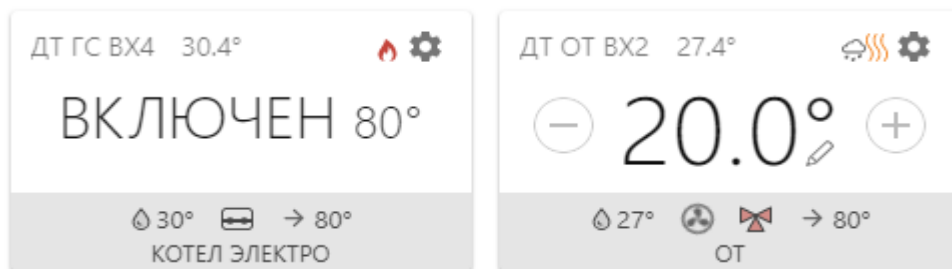 ДТ ГС ВХ4 30.4°
ВКЛЮЧЕН 80°
30° → 80°
КОТЕЛ ЭЛЕКТРО
ДТ ОТ ВХ2 27.4°
20.0°
27° → 80°
ОТ